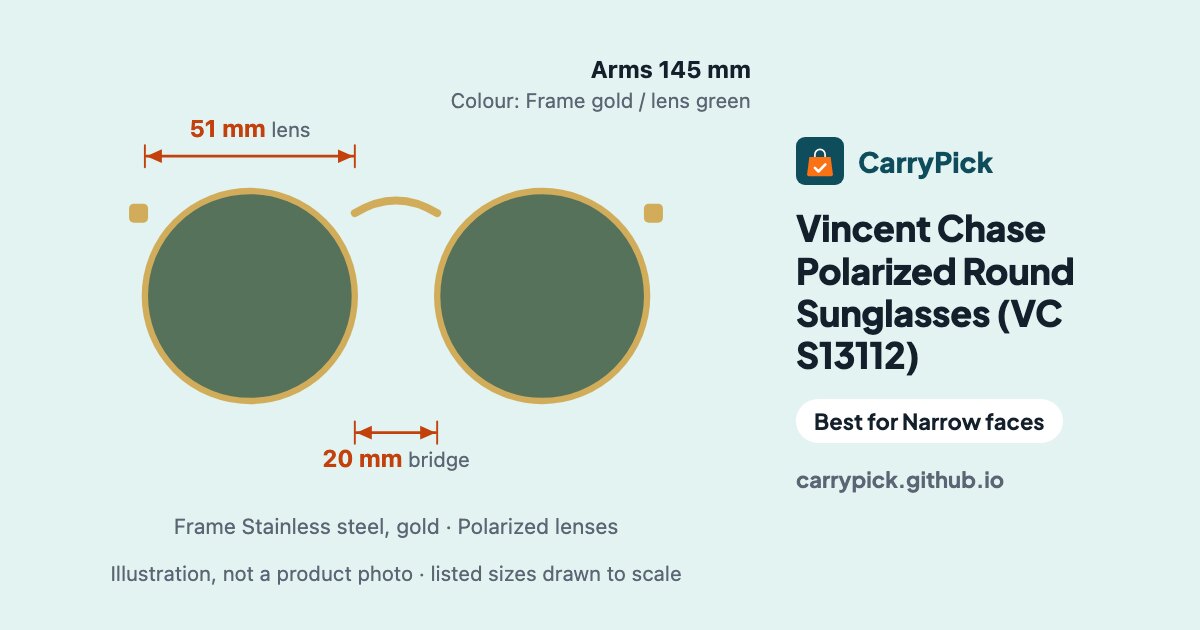 Arms 145 mm
Colour: Frame gold / lens green
51 mm lens
20 mm bridge
Frame Stainless steel, gold · Polarized lenses
Illustration, not a product photo · listed sizes drawn to scale
CarryPick
Vincent Chase
Polarized Round
Sunglasses (VC
S13112)
Best for Narrow faces
carrypick.github.io